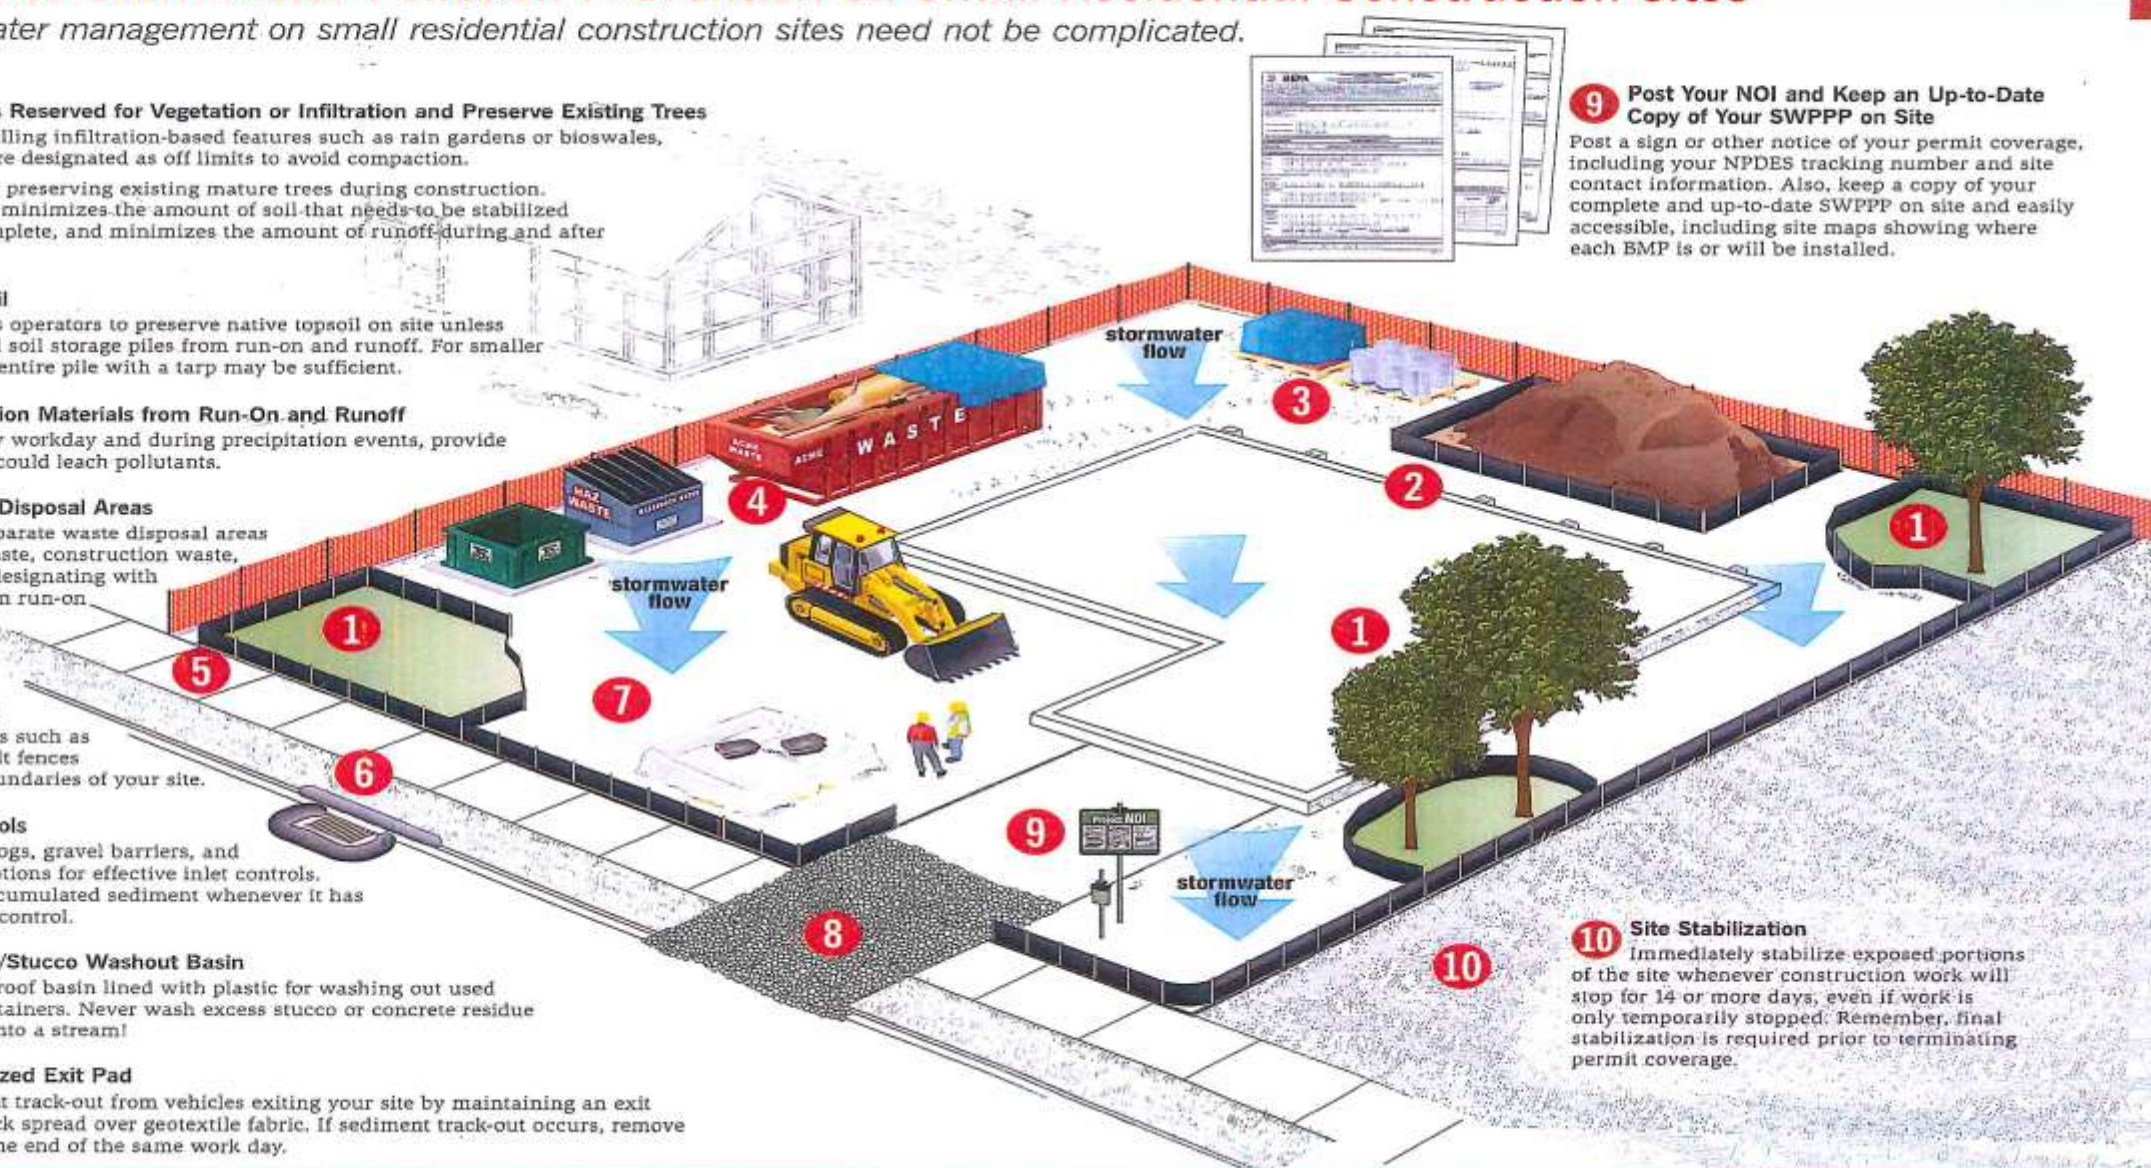 ater management on small residential construction sites need not be complicated.
s Reserved for Vegetation or Infiltration and Preserve Existing Trees
lling infiltration-based features such as rain gardens or bioswales,
re designated as off limits to avoid compaction.
preserving existing mature trees during construction.
minimizes the amount of soil that needs to be stabilized
nplete, and minimizes the amount of runoff during and after
il
s operators to preserve native topsoil on site unless
l soil storage piles from run-on and runoff. For smaller
entire pile with a tarp may be sufficient.
ion Materials from Run-On and Runoff
y workday and during precipitation events, provide
could leach pollutants.
Disposal Areas
parate waste disposal areas
aste, construction waste,
designating with
n run-on
s such as
lt fences
undaries of your site.
ols
ogs, gravel barriers, and
ptions for effective inlet controls.
cumulated sediment whenever it has
control.
/Stucco Washout Basin
roof basin lined with plastic for washing out used
tainers. Never wash excess stucco or concrete residue
nto a stream!
zed Exit Pad
t track-out from vehicles exiting your site by maintaining an exit
ck spread over geotextile fabric. If sediment track-out occurs, remove
he end of the same work day.
9 Post Your NOI and Keep an Up-to-Date
Copy of Your SWPPP on Site
Post a sign or other notice of your permit coverage,
including your NPDES tracking number and site
contact information. Also, keep a copy of your
complete and up-to-date SWPPP on site and easily
accessible, including site maps showing where
each BMP is or will be installed.
EPA
stormwater
flow
3
ACME
WASTE
ACME
WASTE
2
4
HAZ
WASTE
1
stormwater
flow
1
1
5
7
6
9
Project NOI
stormwater
flow
8
10
10 Site Stabilization
Immediately stabilize exposed portions
of the site whenever construction work will
stop for 14 or more days, even if work is
only temporarily stopped. Remember, final
stabilization is required prior to terminating
permit coverage.